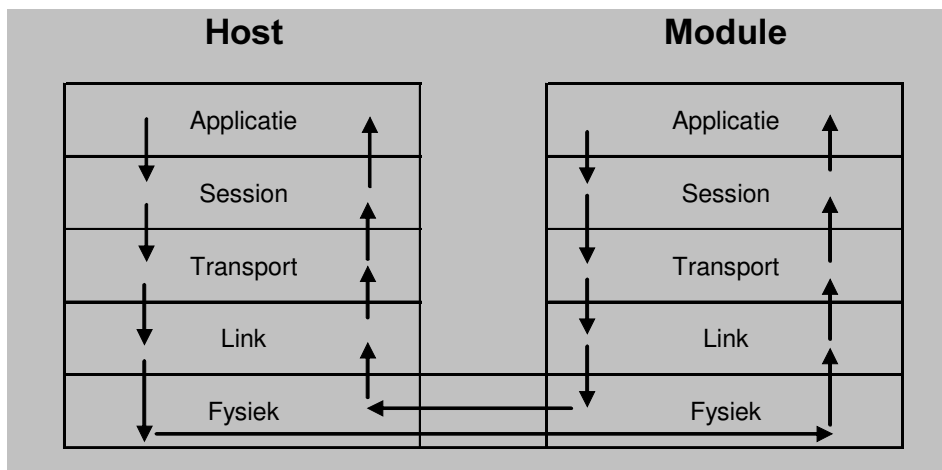 Host Module
Applicatie Applicatie
Session Session
Transport Transport
Link Link
Fysiek Fysiek